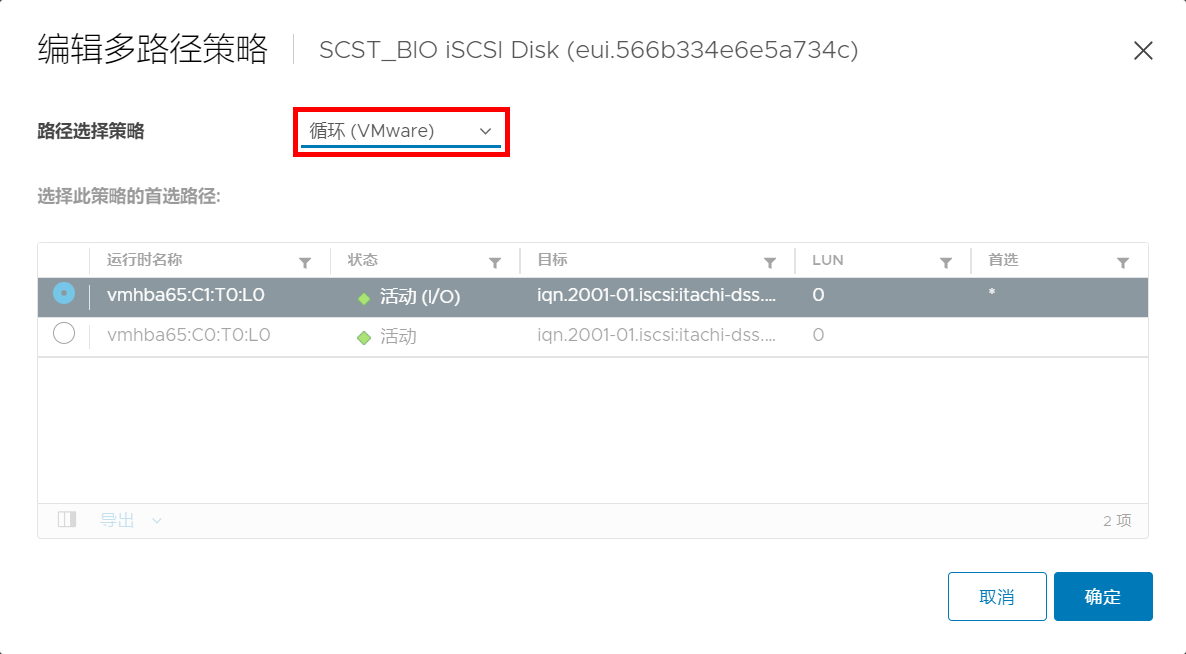 编辑多路径策略 SCST_BIO iSCSI Disk (eui.566b334e6e5a734c)
路径选择策略 循环 (VMware)
选择此策略的首选路径:
运行时名称 状态 目标 LUN 首选
vmhba65:C1:T0:L0 活动 (I/O) iqn.2001-01.iscsi:itachi-dss.... 0 *
vmhba65:C0:T0:L0 活动 iqn.2001-01.iscsi:itachi-dss.... 0
导出 2 项
取消 确定